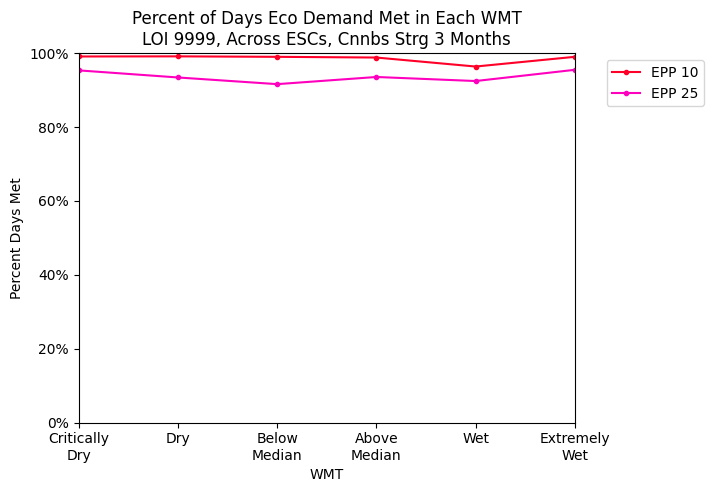 Percent of Days Eco Demand Met in Each WMT
LOI 9999, Across ESCs, Cnnbs Strg 3 Months
100%
80%
60%
40%
20%
0%
Percent Days Met
Critically
Dry
Dry
Below
Median
Above
Median
Wet
Extremely
Wet
WMT
EPP 10
EPP 25